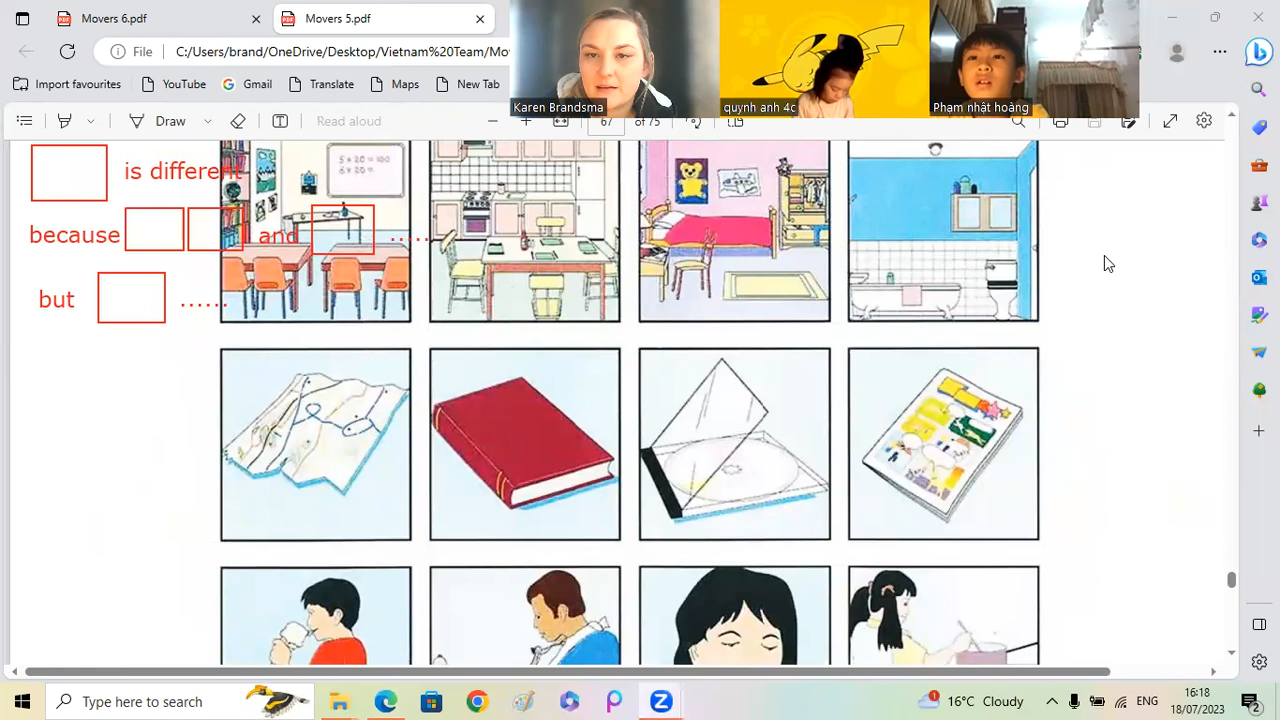 Movers 6.pdf
Movers 5.pdf
File
C:/Users/brand/OneDrive/Desktop/Vietnam%20Team/Mo
Import favourites
YouTube
Gmail
Translate
Maps
New Tab
Karen Brandsma
quynh anh 4c
Pham nhật hoàng
Draw
Read aloud
67 of 75
is different
because
and ......
but ......
5 x 20 = 100
6 x 20 =
Type here to search
16°C Cloudy
ENG
16:18
18/07/2023
2